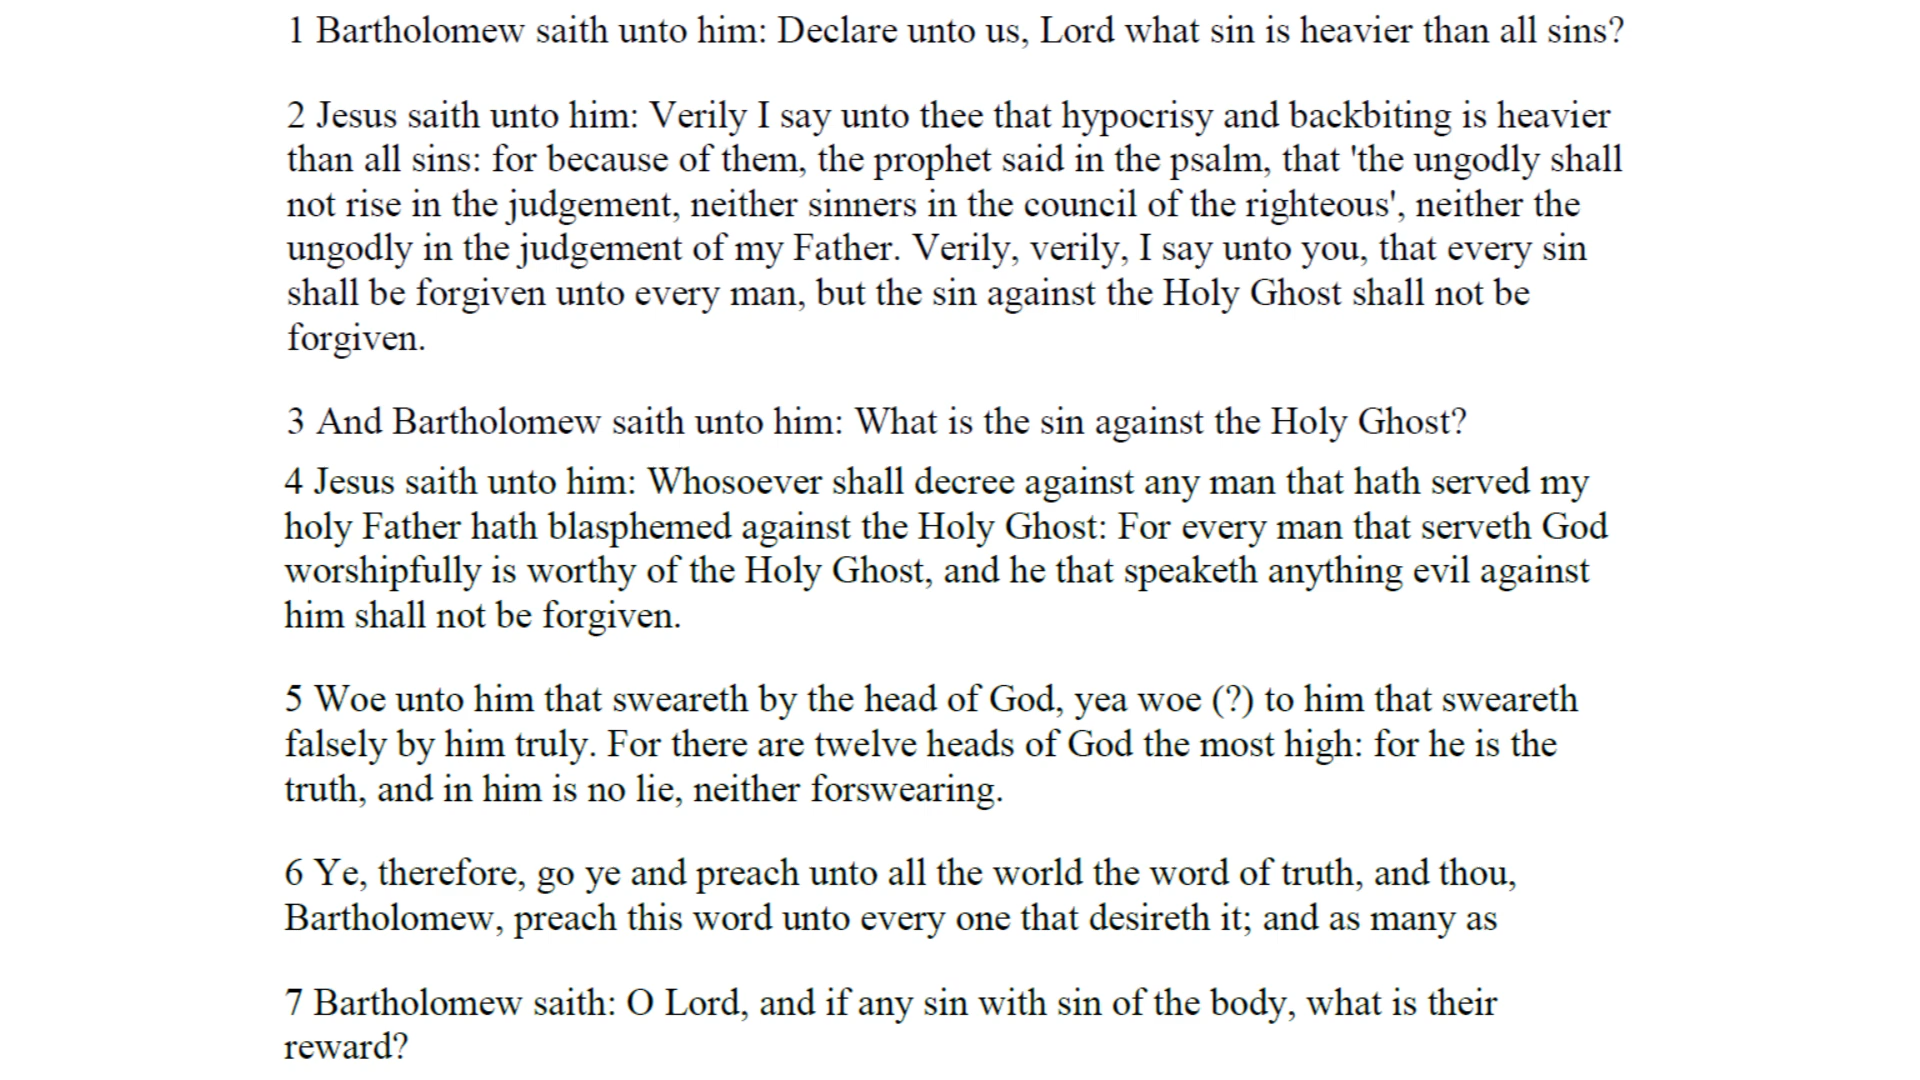 1 Bartholomew saith unto him: Declare unto us, Lord what sin is heavier than all sins?
2 Jesus saith unto him: Verily I say unto thee that hypocrisy and backbiting is heavier
than all sins: for because of them, the prophet said in the psalm, that 'the ungodly shall
not rise in the judgement, neither sinners in the council of the righteous', neither the
ungodly in the judgement of my Father. Verily, verily, I say unto you, that every sin
shall be forgiven unto every man, but the sin against the Holy Ghost shall not be
forgiven.
3 And Bartholomew saith unto him: What is the sin against the Holy Ghost?
4 Jesus saith unto him: Whosoever shall decree against any man that hath served my
holy Father hath blasphemed against the Holy Ghost: For every man that serveth God
worshipfully is worthy of the Holy Ghost, and he that speaketh anything evil against
him shall not be forgiven.
5 Woe unto him that sweareth by the head of God, yea woe (?) to him that sweareth
falsely by him truly. For there are twelve heads of God the most high: for he is the
truth, and in him is no lie, neither forswearing.
6 Ye, therefore, go ye and preach unto all the world the word of truth, and thou,
Bartholomew, preach this word unto every one that desireth it; and as many as
7 Bartholomew saith: O Lord, and if any sin with sin of the body, what is their
reward?